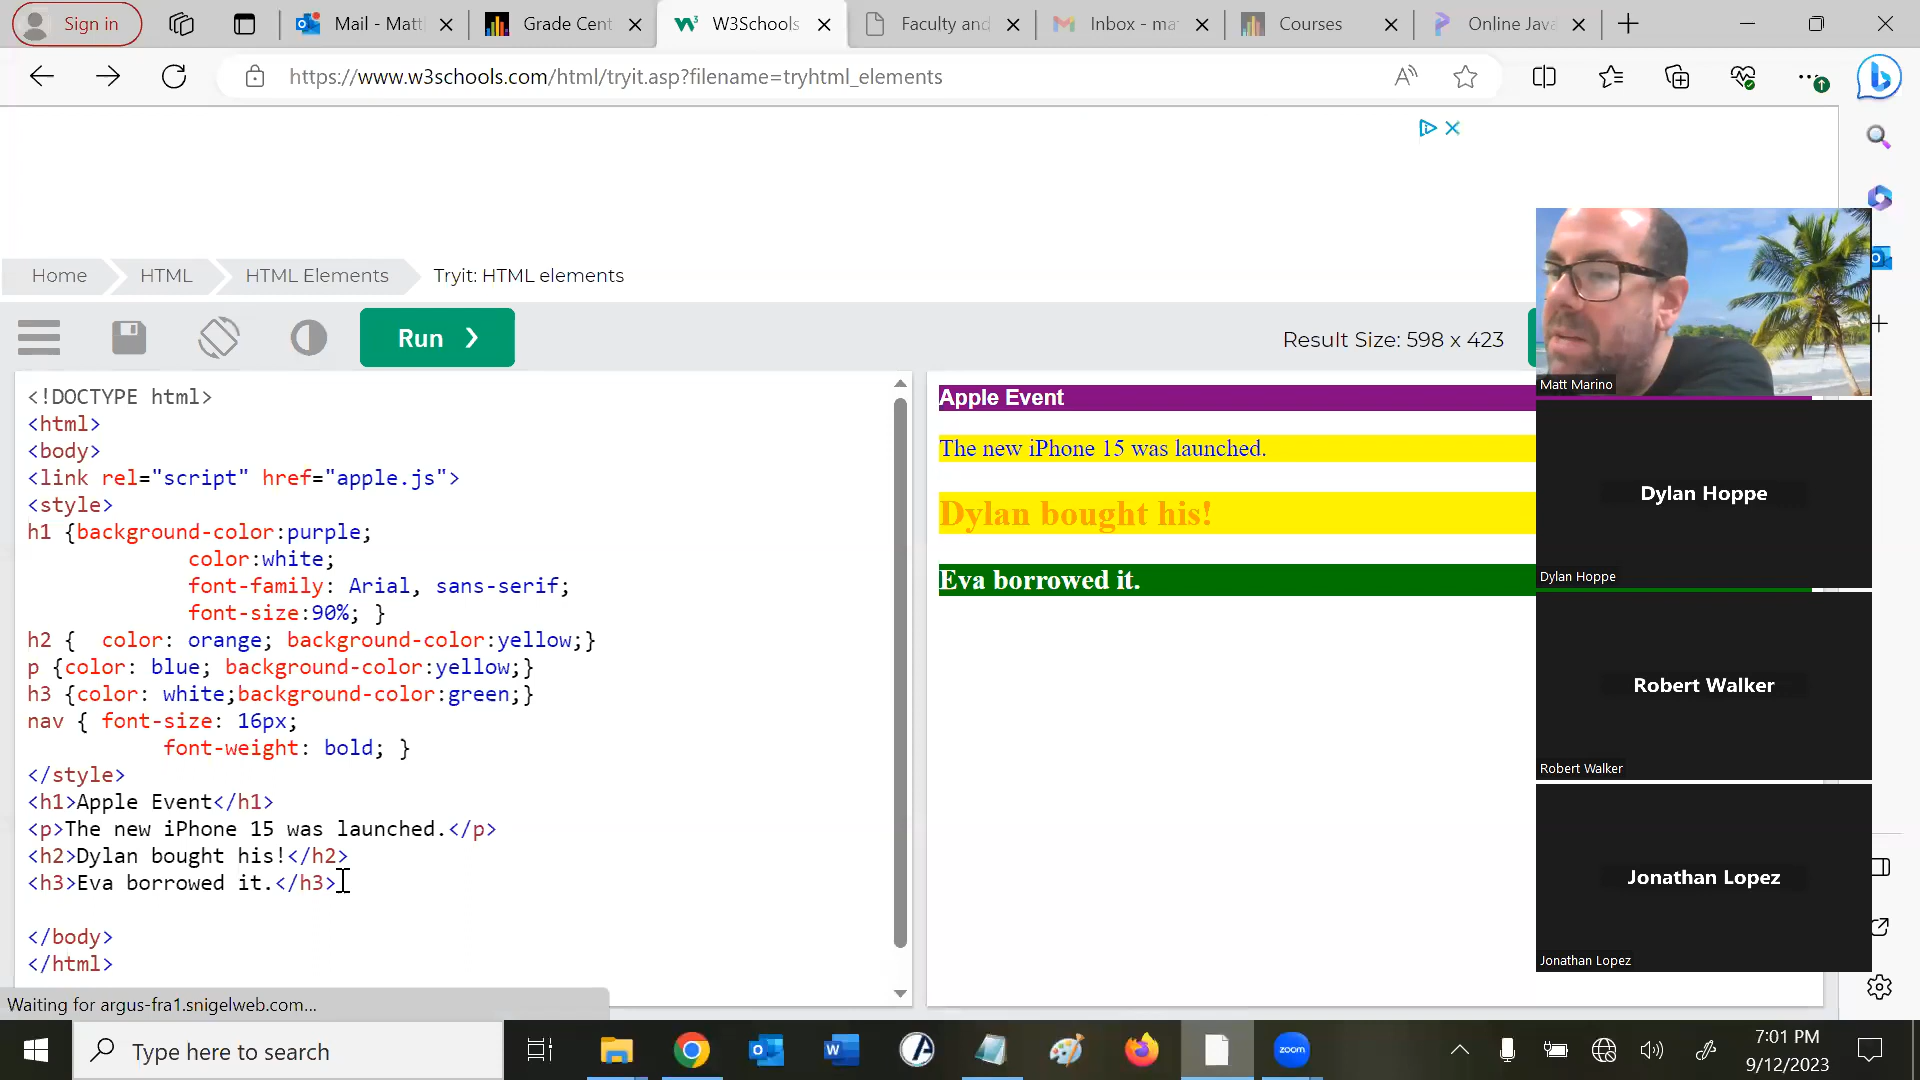 Sign in
Mail - Matt
Grade Cent
W3Schools
Faculty and
Inbox - ma
Courses
Online Java
https://www.w3schools.com/html/tryit.asp?filename=tryhtml_elements
Home
HTML
HTML Elements
Tryit: HTML elements
Run ❯
Result Size: 598 x 423
<!DOCTYPE html>
<html>
<body>
<link rel="script" href="apple.js">
<style>
h1 {background-color:purple;
color:white;
font-family: Arial, sans-serif;
font-size:90%; }
h2 {  color: orange; background-color:yellow;}
p {color: blue; background-color:yellow;}
h3 {color: white;background-color:green;}
nav { font-size: 16px;
font-weight: bold; }
</style>
<h1>Apple Event</h1>
<p>The new iPhone 15 was launched.</p>
<h2>Dylan bought his!</h2>
<h3>Eva borrowed it.</h3>
</body>
</html>
Apple Event
The new iPhone 15 was launched.
Dylan bought his!
Eva borrowed it.
Matt Marino
Dylan Hoppe
Dylan Hoppe
Robert Walker
Robert Walker
Jonathan Lopez
Jonathan Lopez
Waiting for argus-fra1.snigelweb.com...
Type here to search
zoom
7:01 PM
9/12/2023